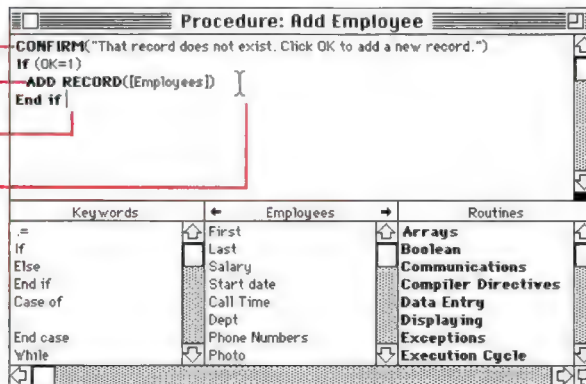 Procedure: Add Employee
CONFIRM("That record does not exist. Click OK to add a new record.")
If (OK=1)
ADD RECORD([Employees])
End if
Keywords
:=
If
Else
End if
Case of
End case
While
Employees
First
Last
Salary
Start date
Call Time
Dept
Phone Numbers
Photo
Routines
Arrays
Boolean
Communications
Compiler Directives
Data Entry
Displaying
Exceptions
Execution Cycle